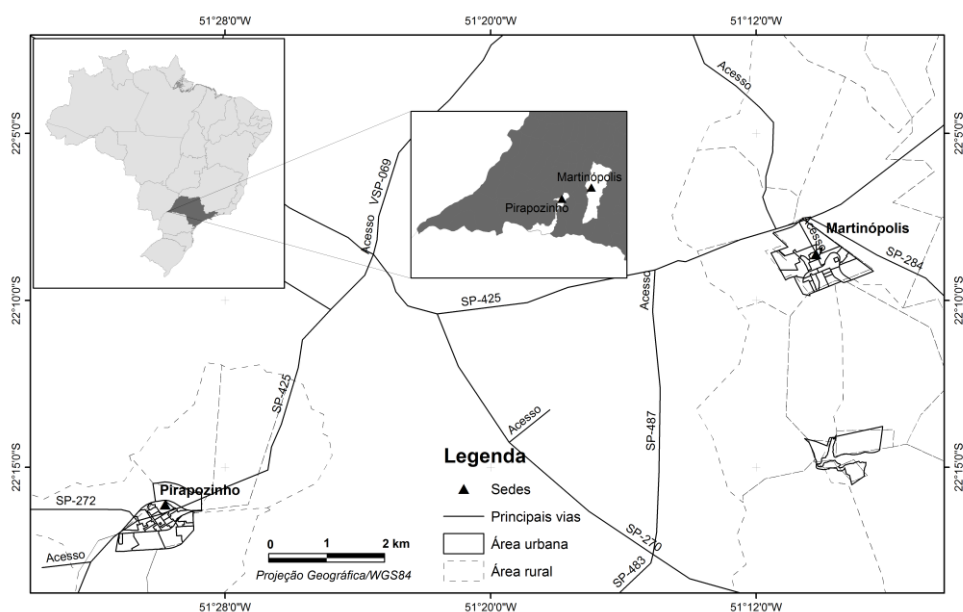 51°28'0"W
51°20'0"W
51°12'0"W
22°5'0"S
22°5'0"S
Acesso
VSP-069
Acesso
Martinópolis
Pirapozinho
Martinópolis
Acesso
SP-284
22°10'0"S
22°10'0"S
SP-425
Acesso
SP-425
Acesso
SP-487
22°15'0"S
22°15'0"S
Pirapozinho
SP-272
Acesso
SP-270
SP-483
Legenda
Sedes
Principais vias
Área urbana
Área rural
0 1 2 km
Projeção Geográfica/WGS84
51°28'0"W
51°20'0"W
51°12'0"W